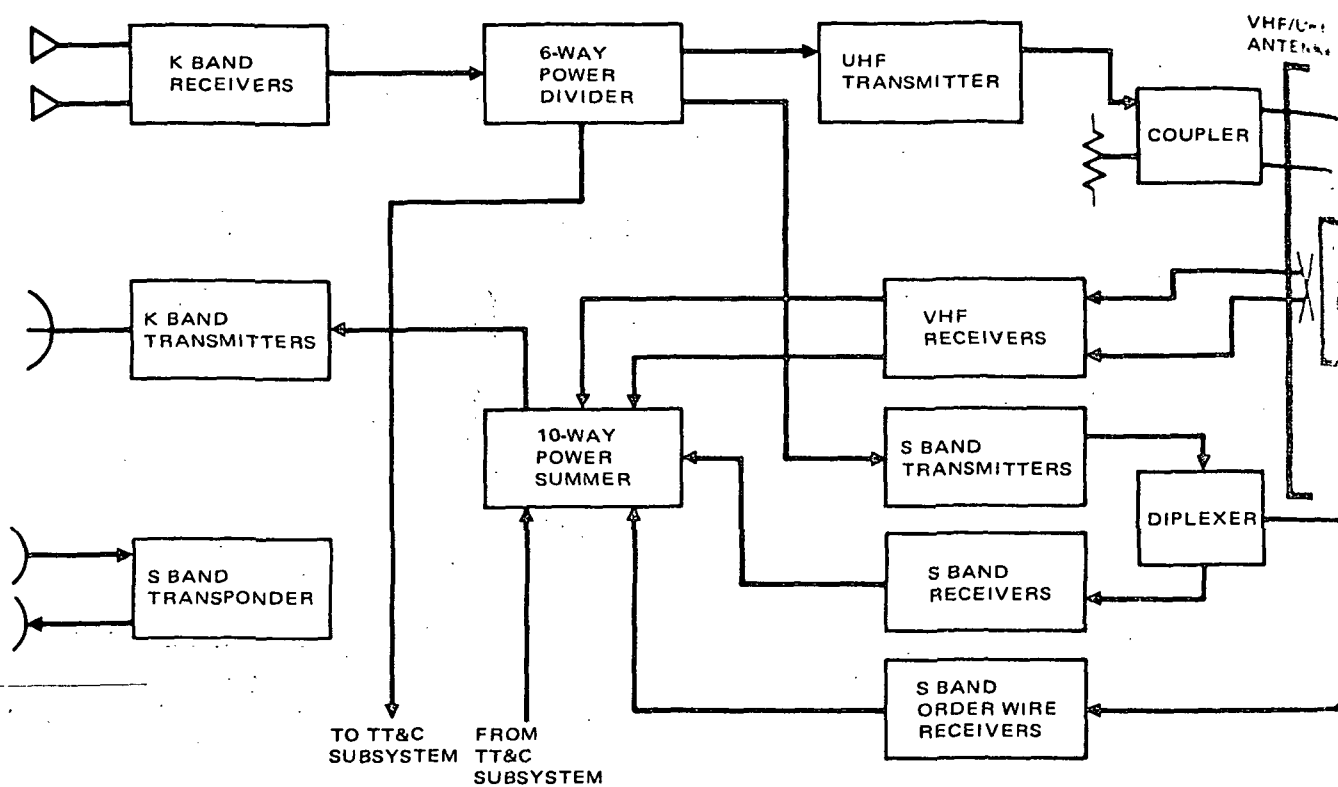 K BAND
RECEIVERS
6-WAY
POWER
DIVIDER
UHF
TRANSMITTER
COUPLER
K BAND
TRANSMITTERS
VHF
RECEIVERS
10-WAY
POWER
SUMMER
S BAND
TRANSMITTERS
DIPLEXER
S BAND
TRANSPONDER
S BAND
RECEIVERS
S BAND
ORDER WIRE
RECEIVERS
TO TT&C
SUBSYSTEM
FROM
TT&C
SUBSYSTEM